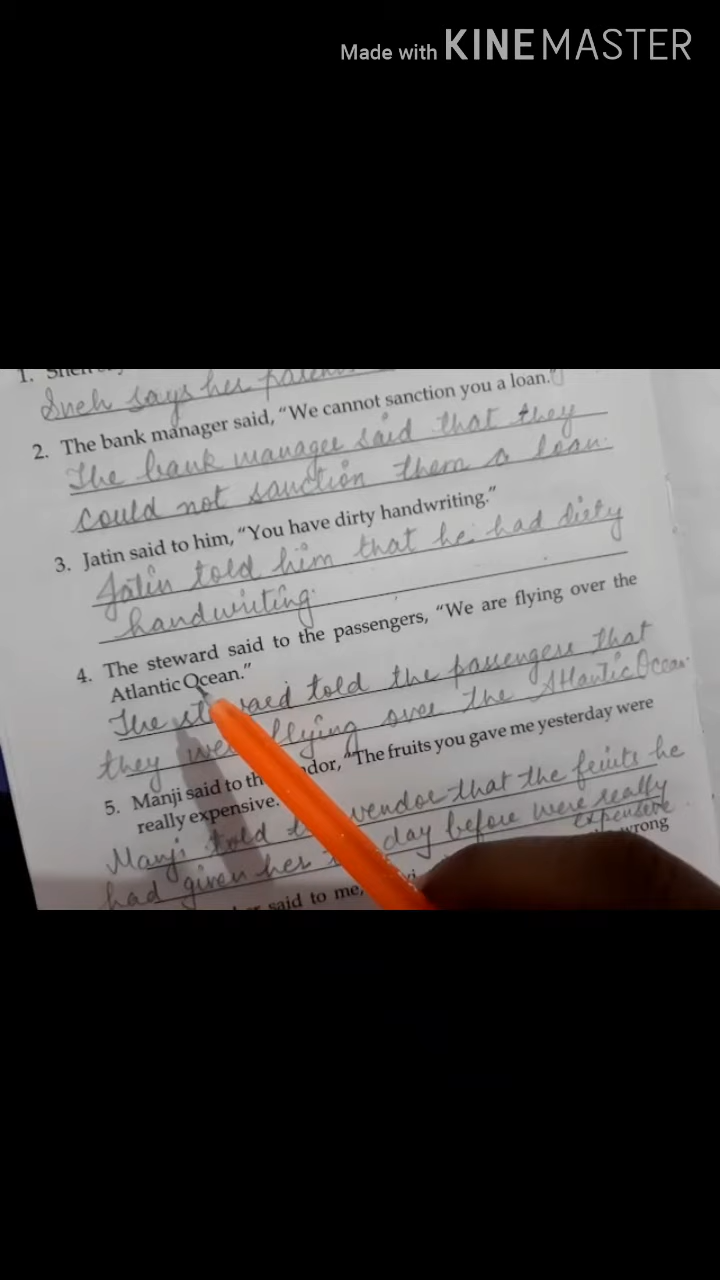 Made with KINEMASTER
1.
Sneh says her paren
2. The bank manager said, "We cannot sanction you a loan."
The bank manager said that they
could not sanction them a loan.
3. Jatin said to him, "You have dirty handwriting."
Jatin told him that he had dirty
handwriting.
4. The steward said to the passengers, "We are flying over the
Atlantic Ocean."
The steward told the passengers that
they were flying over the Atlantic Ocean.
5. Manji said to the vendor, "The fruits you gave me yesterday were
really expensive.
Manji told the vendor that the fruits he
had given her the day before were really
expensive
wrong
said to me,